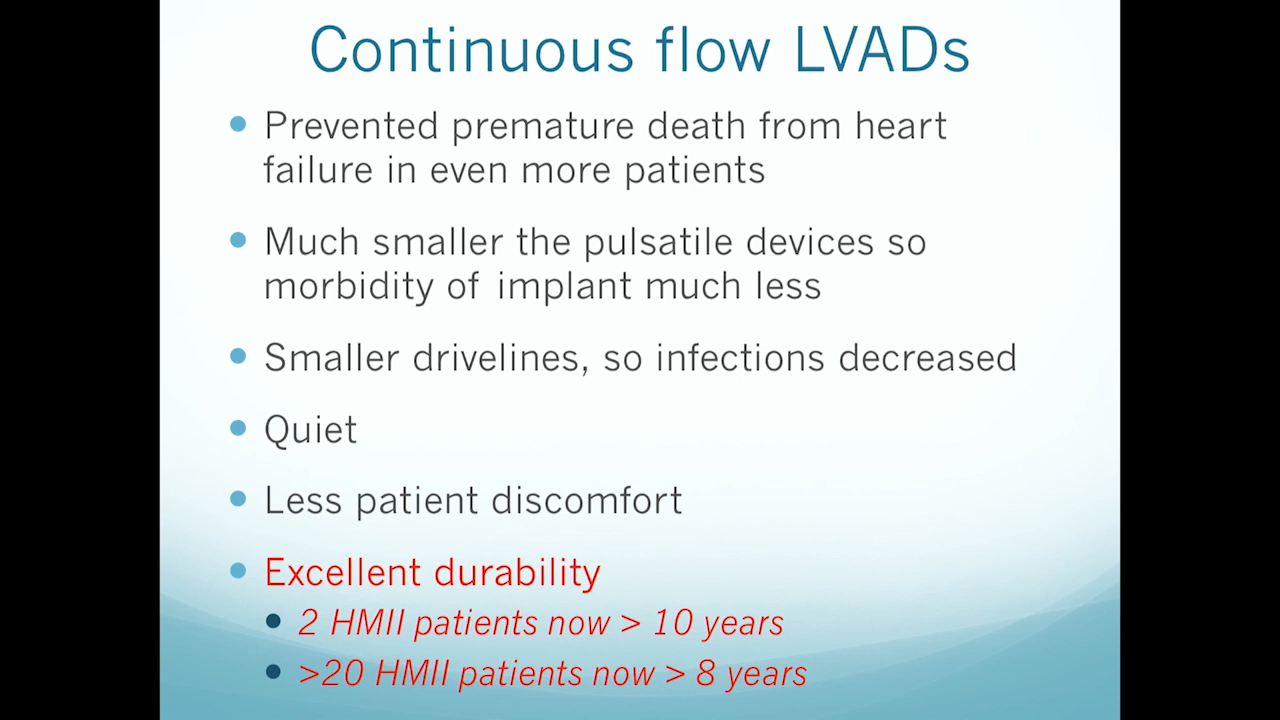 Continuous flow LVADs
• Prevented premature death from heart
failure in even more patients
• Much smaller the pulsatile devices so
morbidity of implant much less
• Smaller drivelines, so infections decreased
• Quiet
• Less patient discomfort
• Excellent durability
• 2 HMII patients now > 10 years
• >20 HMII patients now > 8 years